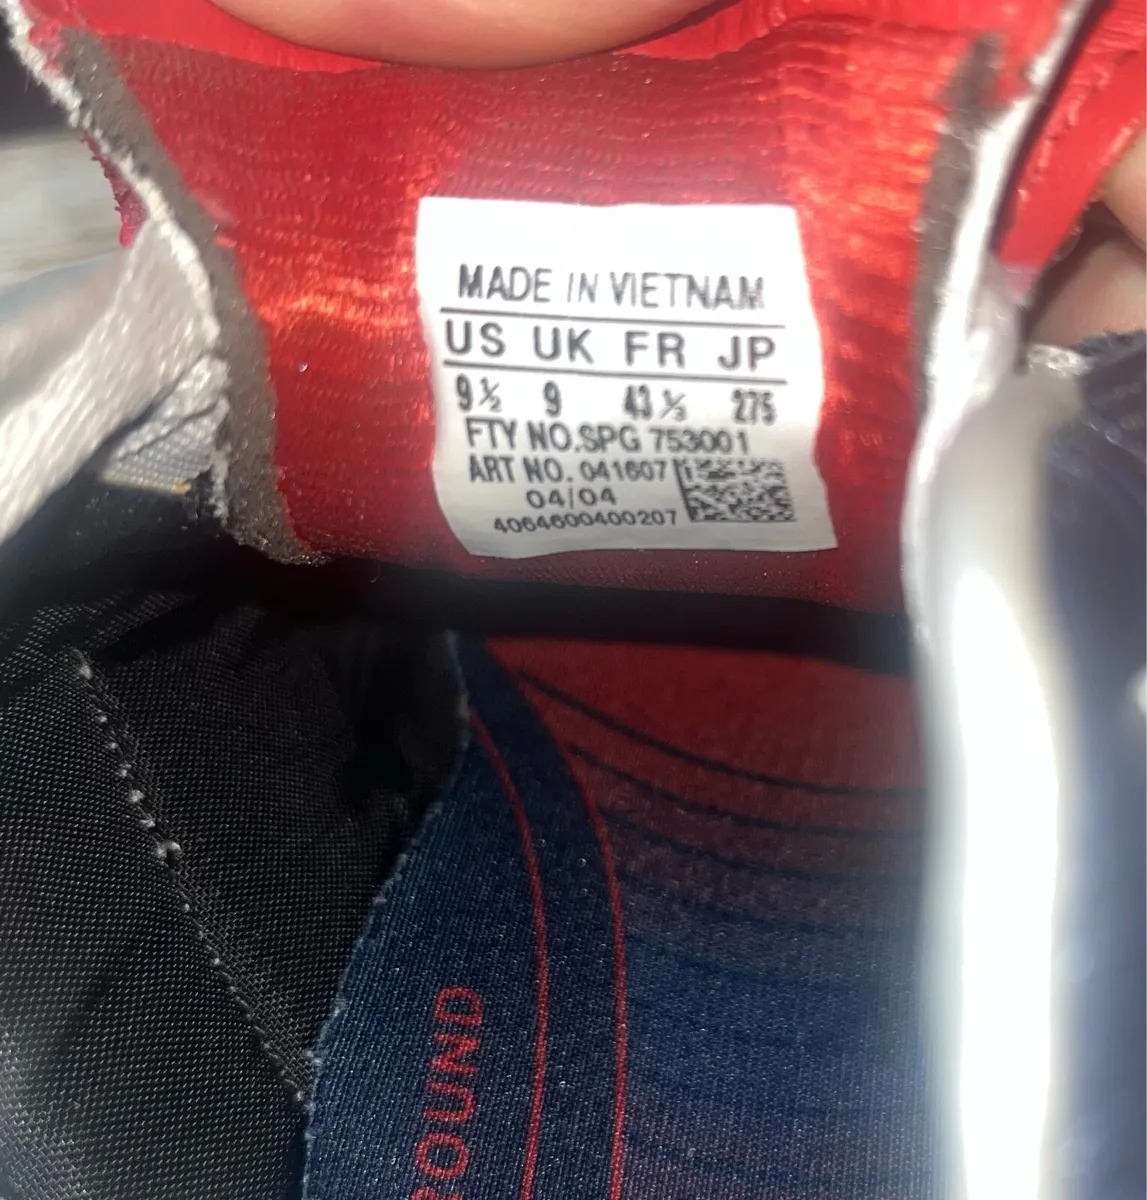 MADE IN VIETNAM
US UK FR JP
9½ 9 43⅓ 275
FTY NO.SPG 753001
ART NO. 041607
04/04
4064600400207
ROUND